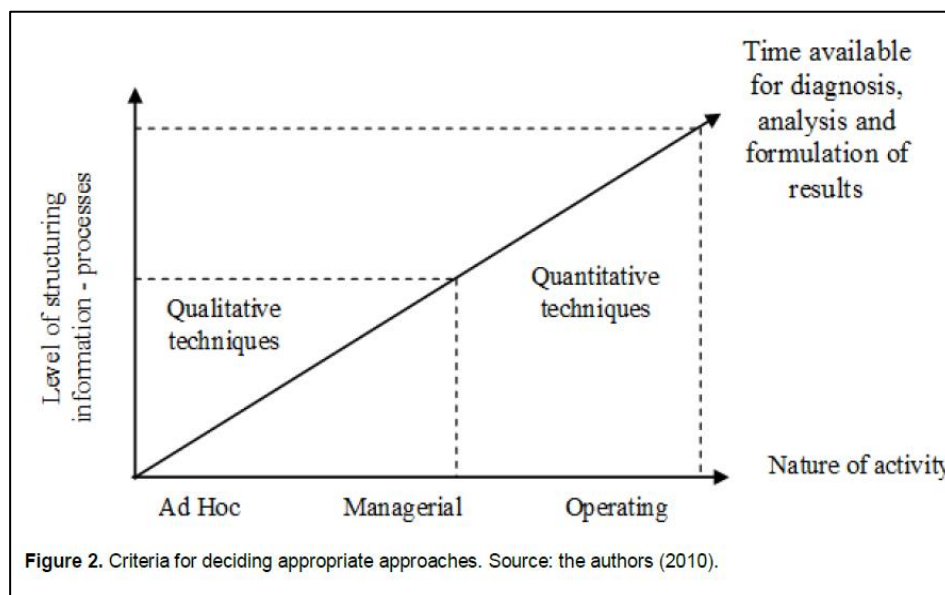 Time available
for diagnosis,
analysis and
formulation of
results
Level of structuring
information - processes
Qualitative
techniques
Quantitative
techniques
Nature of activity
Ad Hoc
Managerial
Operating
Figure 2. Criteria for deciding appropriate approaches. Source: the authors (2010).